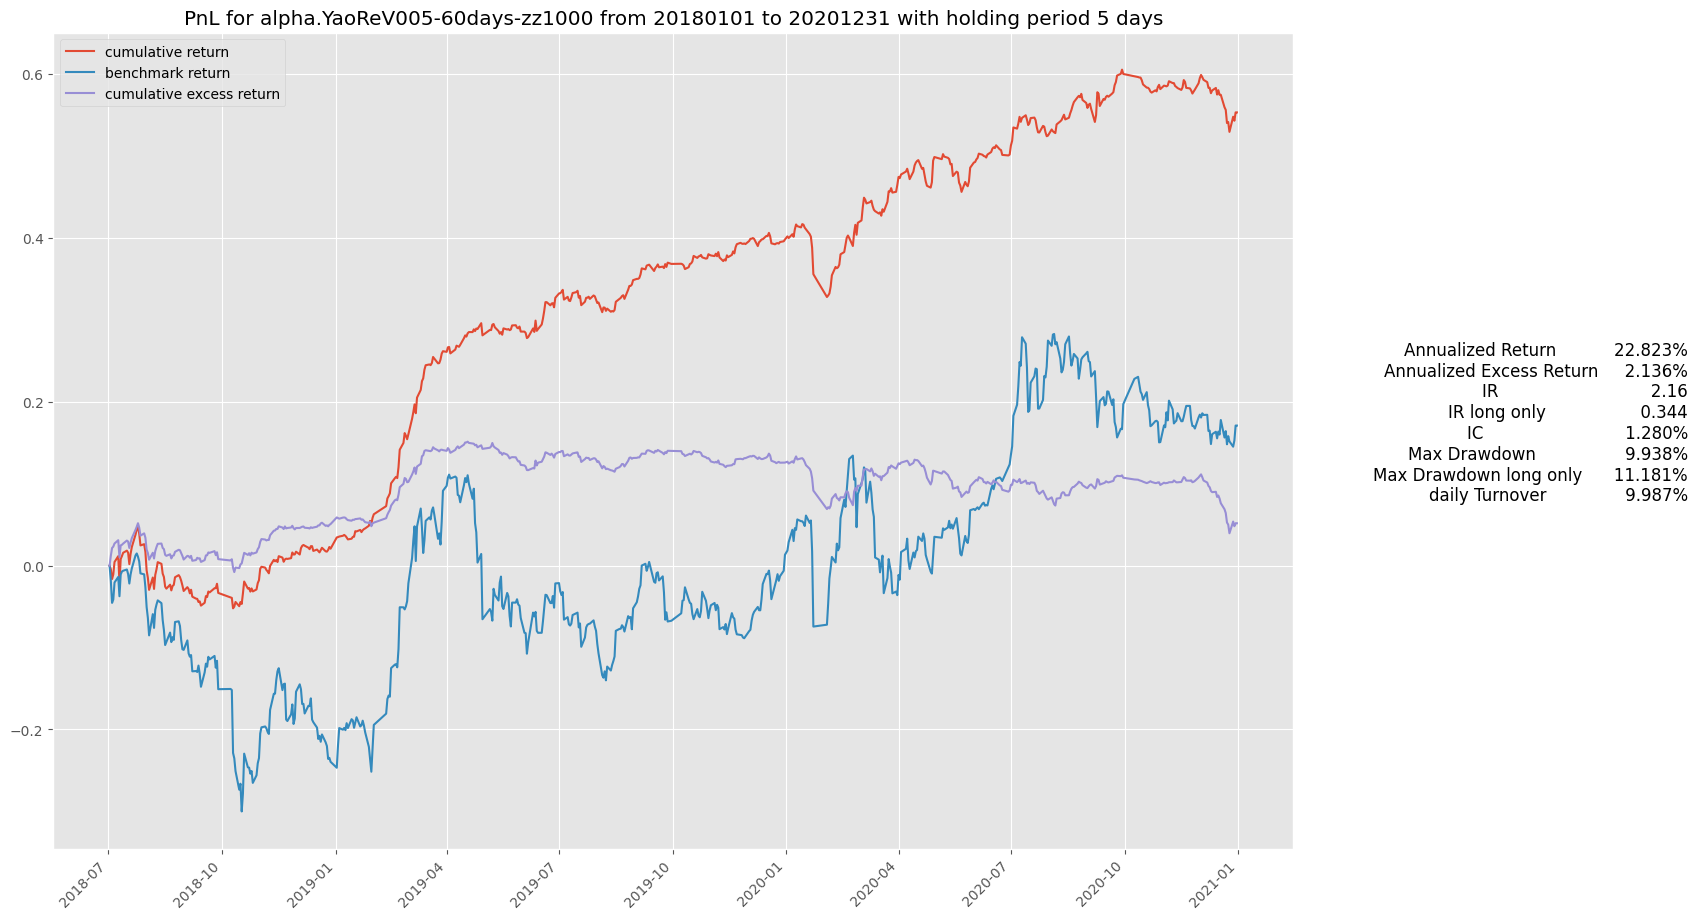 PnL for alpha.YaoReV005-60days-zz1000 from 20180101 to 20201231 with holding period 5 days
cumulative return
benchmark return
cumulative excess return
0.6
0.4
0.2
0.0
−0.2
2018-07
2018-10
2019-01
2019-04
2019-07
2019-10
2020-01
2020-04
2020-07
2020-10
2021-01
Annualized Return 22.823%
Annualized Excess Return 2.136%
IR 2.16
IR long only 0.344
IC 1.280%
Max Drawdown 9.938%
Max Drawdown long only 11.181%
daily Turnover 9.987%